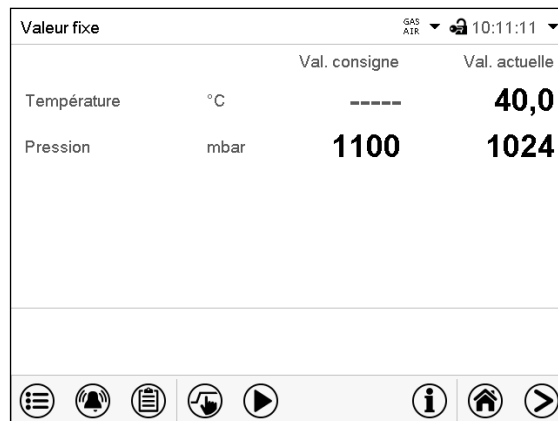 Valeur fixe GAS AIR 10:11:11
Val. consigne Val. actuelle
Température °C ----- 40,0
Pression mbar 1100 1024